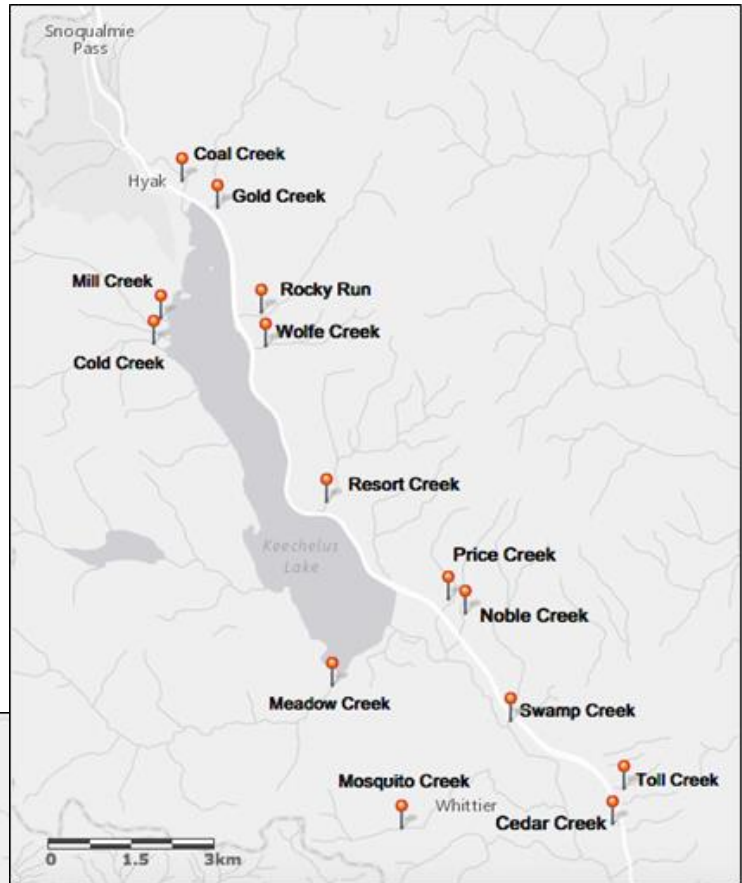 Snoqualmie
Pass
Coal Creek
Hyak
Gold Creek
Mill Creek
Rocky Run
Wolfe Creek
Cold Creek
Resort Creek
Keechelus
Lake
Price Creek
Noble Creek
Meadow Creek
Swamp Creek
Toll Creek
Mosquito Creek
Whittier
Cedar Creek
0 1.5 3km